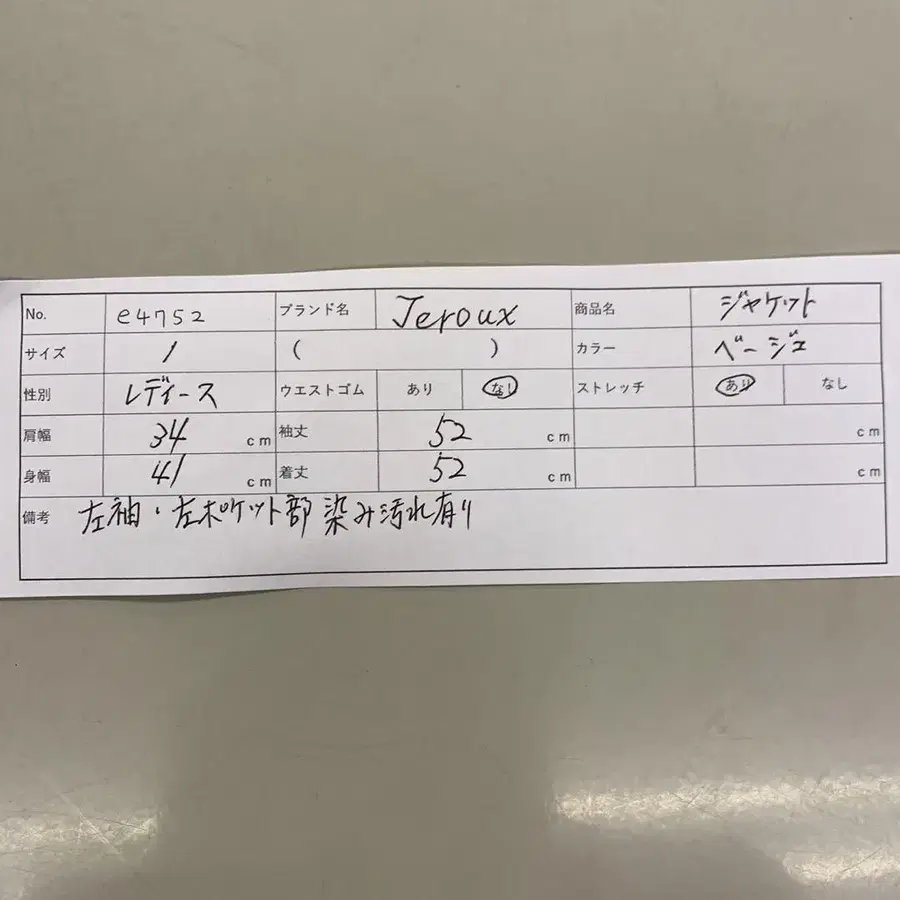 No. e4752 ブランド名 Jeroux 商品名 ジャケット
サイズ 1 ( ) カラー ベージュ
性別 レディース ウエストゴム あり なし ストレッチ あり なし
肩幅 34 cm 袖丈 52 cm cm
身幅 41 cm 着丈 52 cm cm
備考 左袖・左ポケット部染み汚れ有り